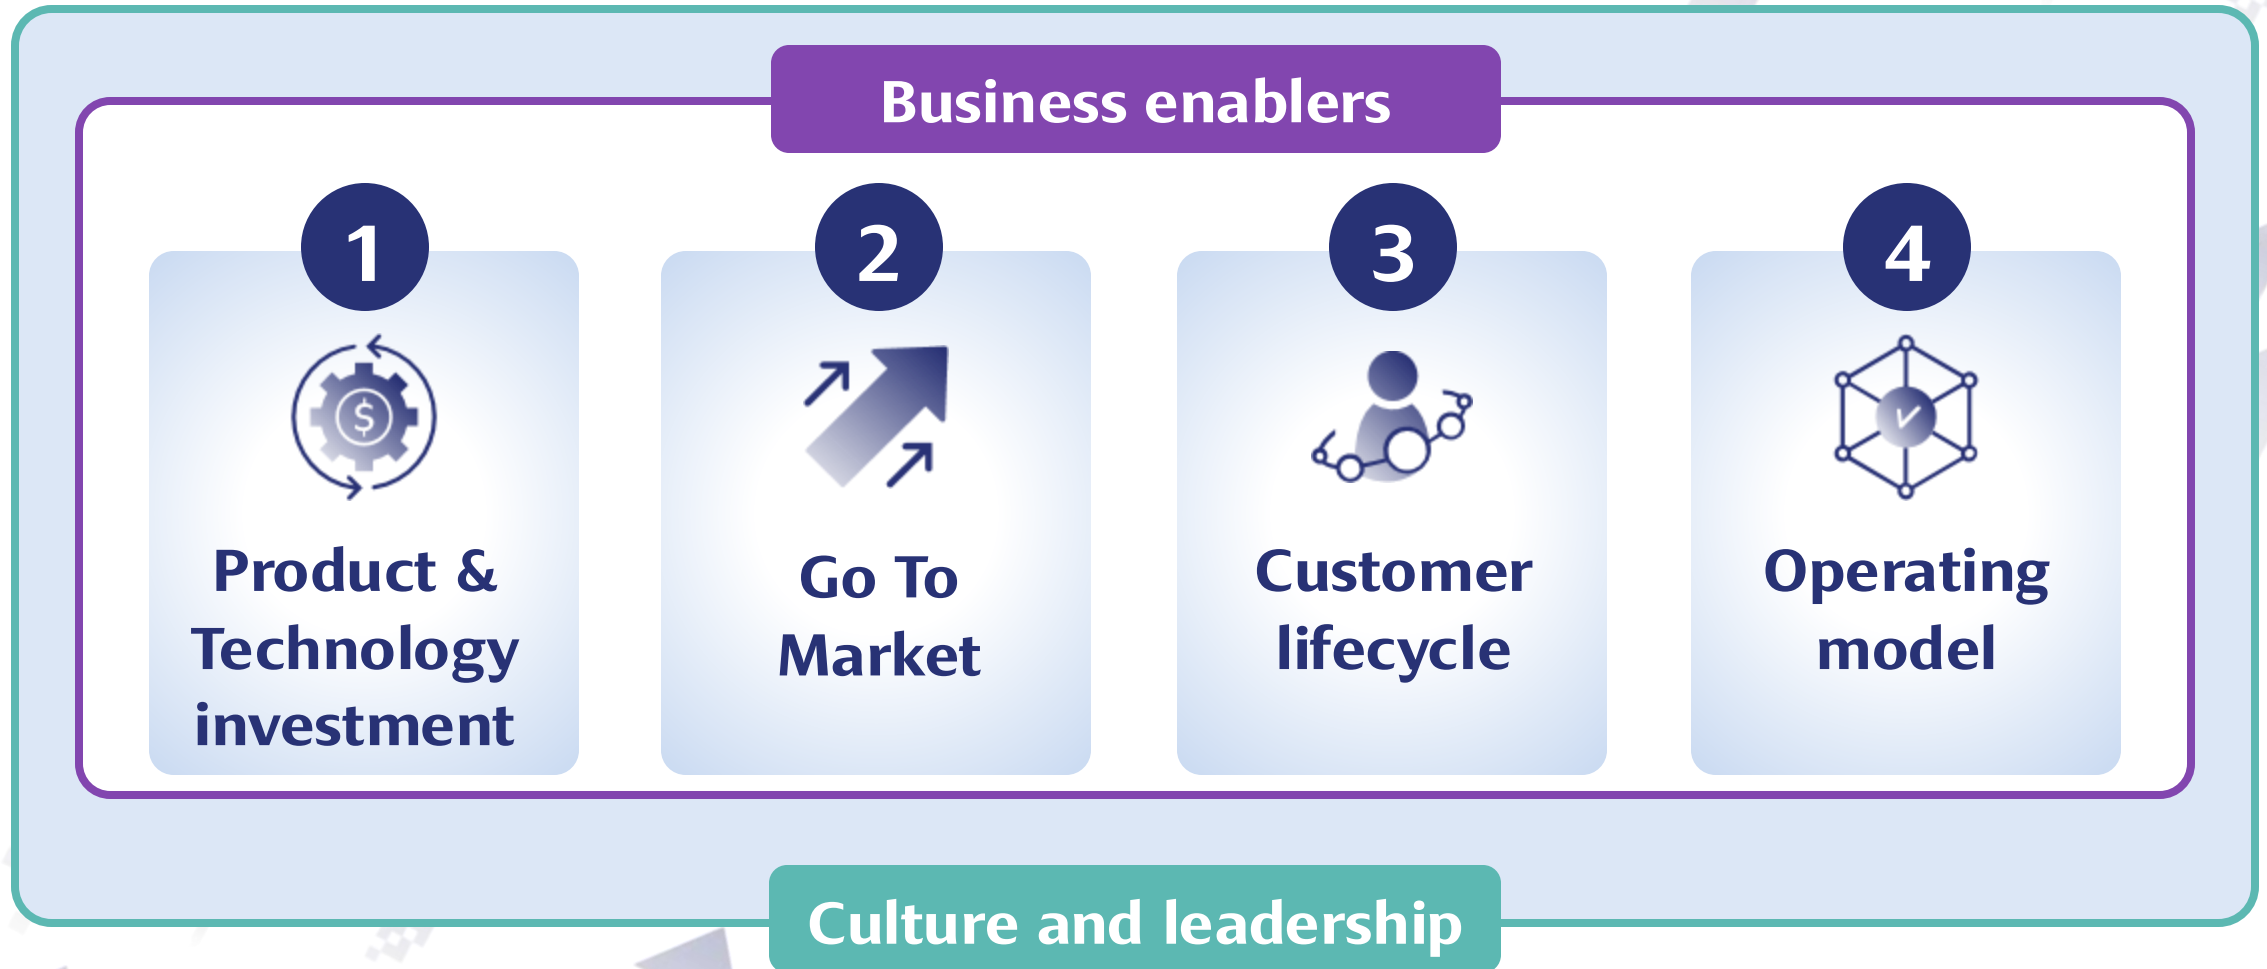 Business enablers
1
2
3
4
$
Product &
Technology
investment
Go To
Market
Customer
lifecycle
Operating
model
Culture and leadership